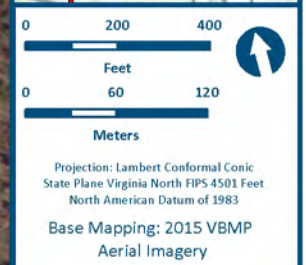 0 200 400
Feet
0 60 120
Meters
Projection: Lambert Conformal Conic
State Plane Virginia North FIPS 4501 Feet
North American Datum of 1983
Base Mapping: 2015 VBMP
Aerial Imagery